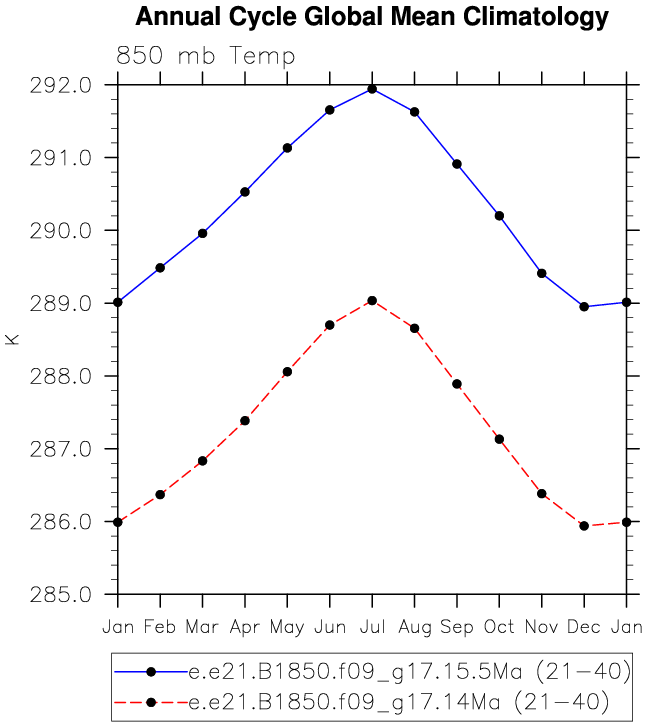 Annual Cycle Global Mean Climatology
850 mb Temp
292.0
291.0
290.0
289.0
288.0
287.0
286.0
285.0
K
Jan Feb Mar Apr May Jun Jul Aug Sep Oct Nov Dec Jan
e.e21.B1850.f09_g17.15.5Ma (21-40)
e.e21.B1850.f09_g17.14Ma (21-40)